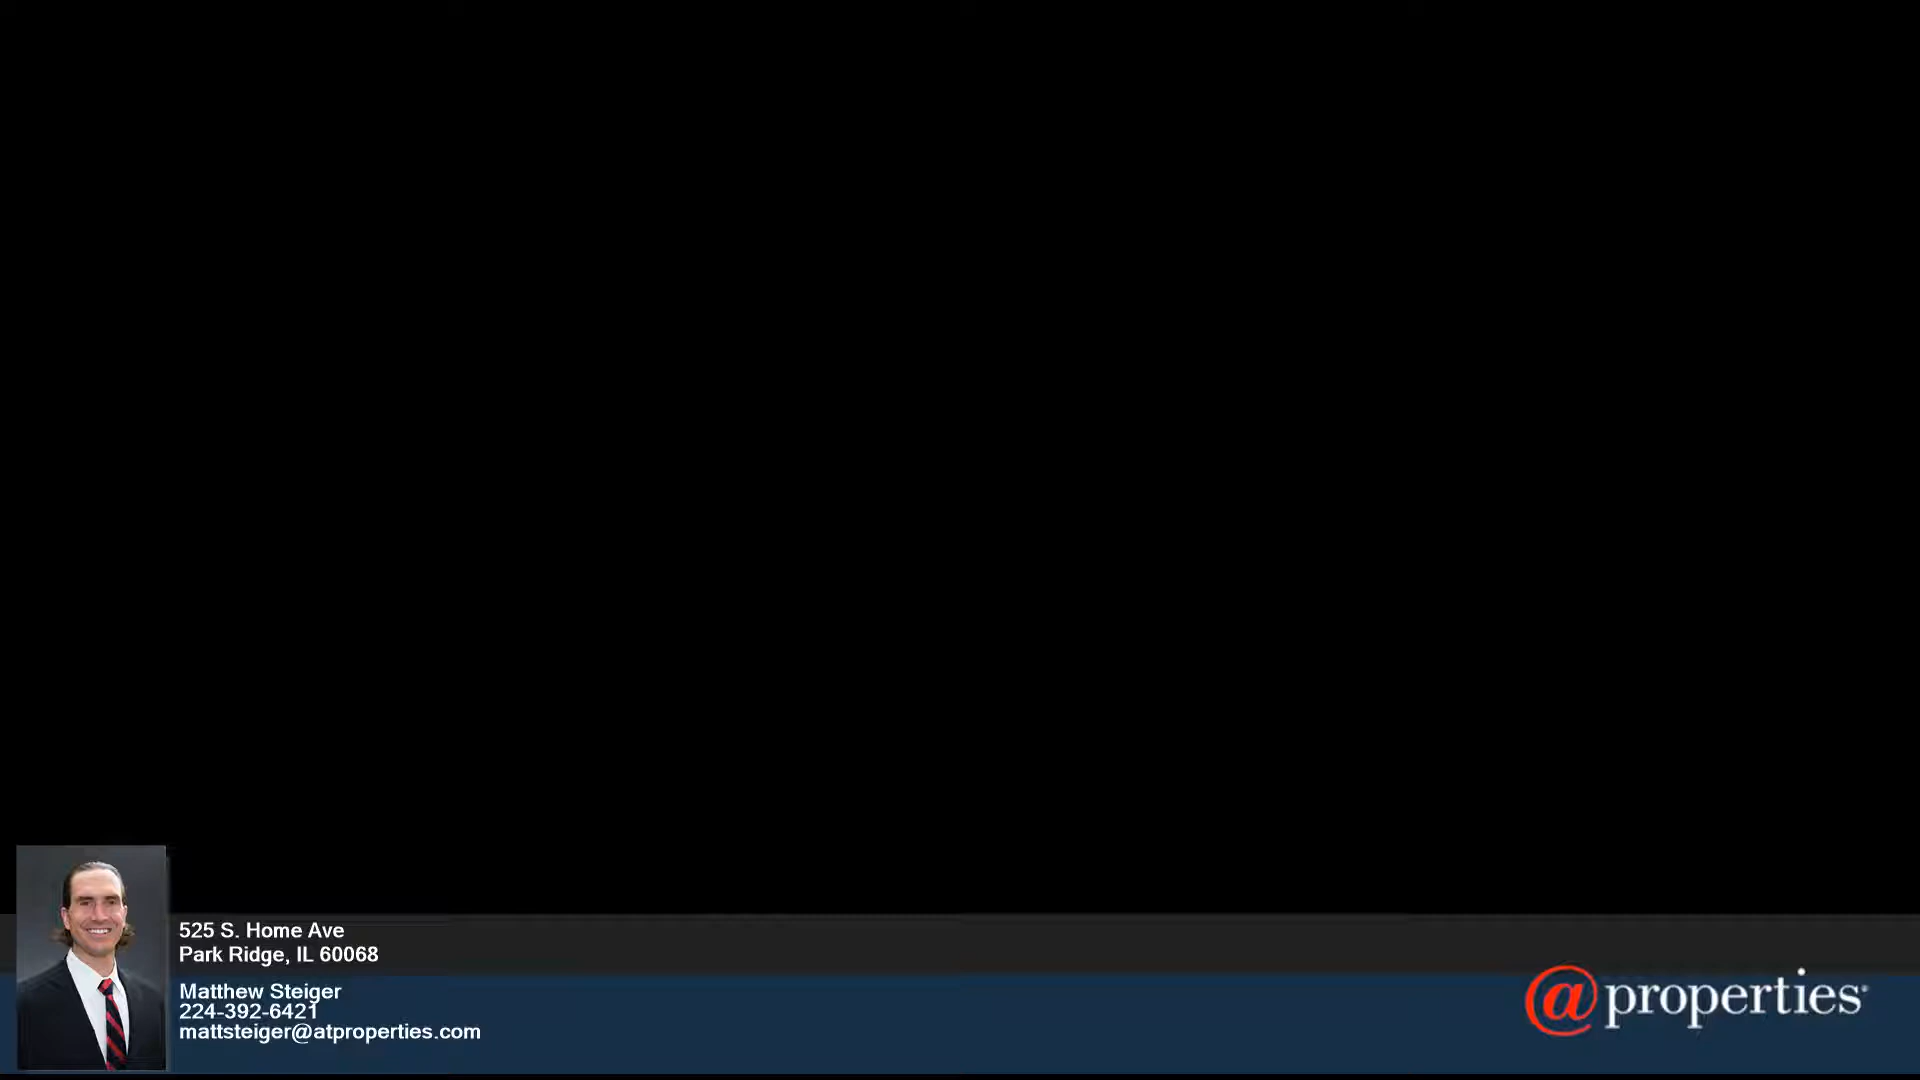 525 S. Home Ave
Park Ridge, IL 60068
Matthew Steiger
224-392-6421
mattsteiger@atproperties.com
@properties®